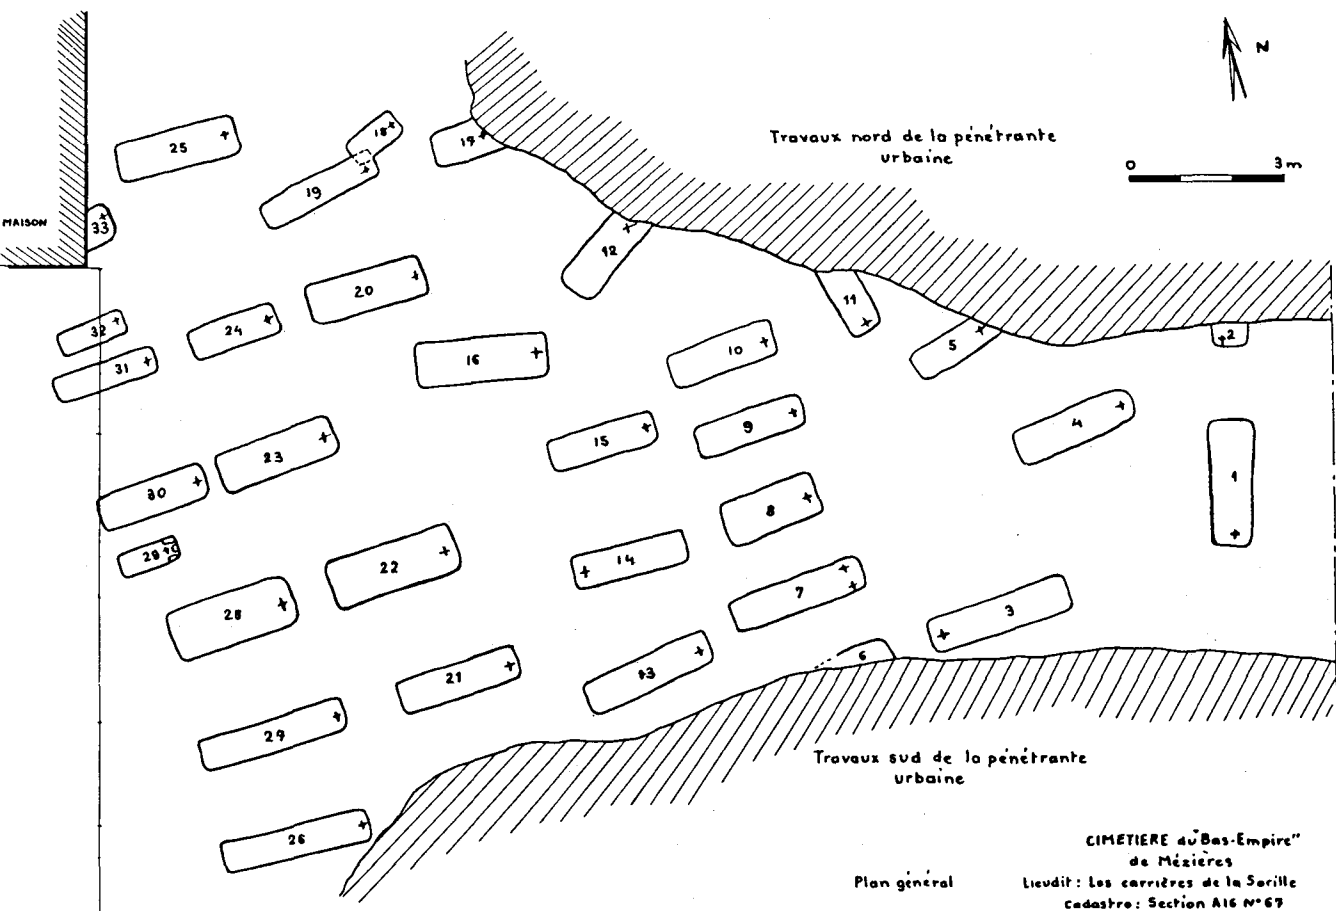 N
Travaux nord de la pénétrante
urbaine
0 3m
MAISON
25
18
19
19
33
12
20
11
32
24
31
16
10
5
2
4
15
9
23
1
30
8
29
14
22
7
28
3
6
21
13
29
26
Travaux sud de la pénétrante
urbaine
CIMETIERE du "Bas-Empire"
de Mézières
Plan général
Lieudit : Les carrières de la Sorille
Cadastre : Section A16 N° 67